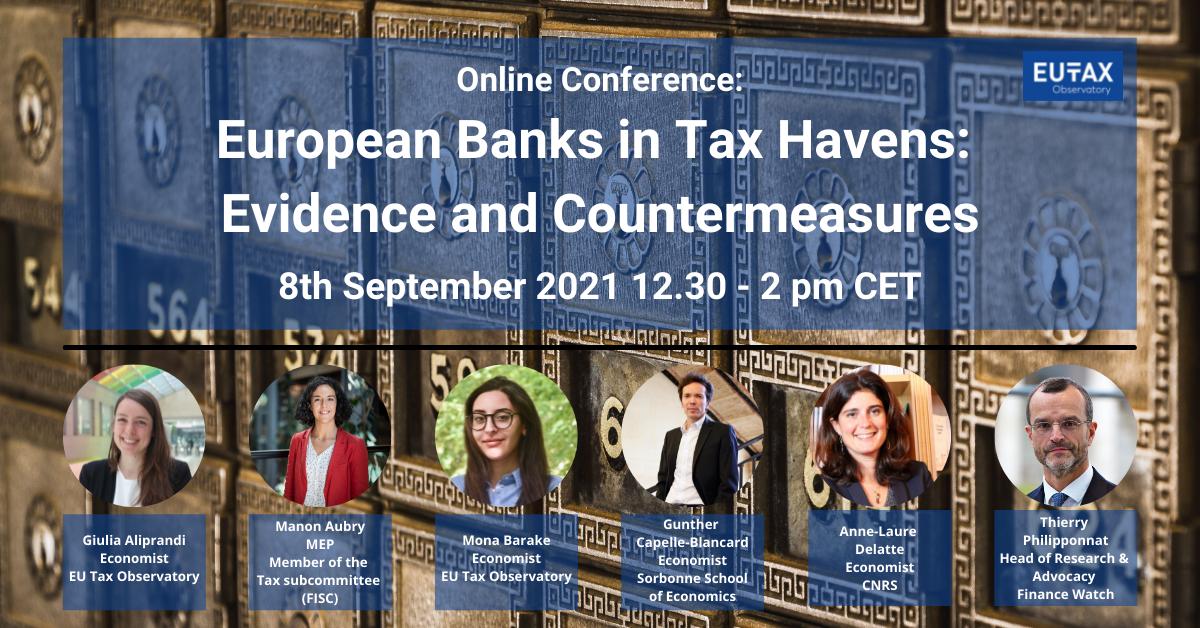 Online Conference:
EUTAX
Observatory
European Banks in Tax Havens:
Evidence and Countermeasures
8th September 2021 12.30 - 2 pm CET
564
574
6
Giulia Aliprandi
Economist
EU Tax Observatory
Manon Aubry
MEP
Member of the
Tax subcommittee
(FISC)
Mona Barake
Economist
EU Tax Observatory
Gunther
Capelle-Blancard
Economist
Sorbonne School
of Economics
Anne-Laure
Delatte
Economist
CNRS
Thierry
Philipponnat
Head of Research &
Advocacy
Finance Watch